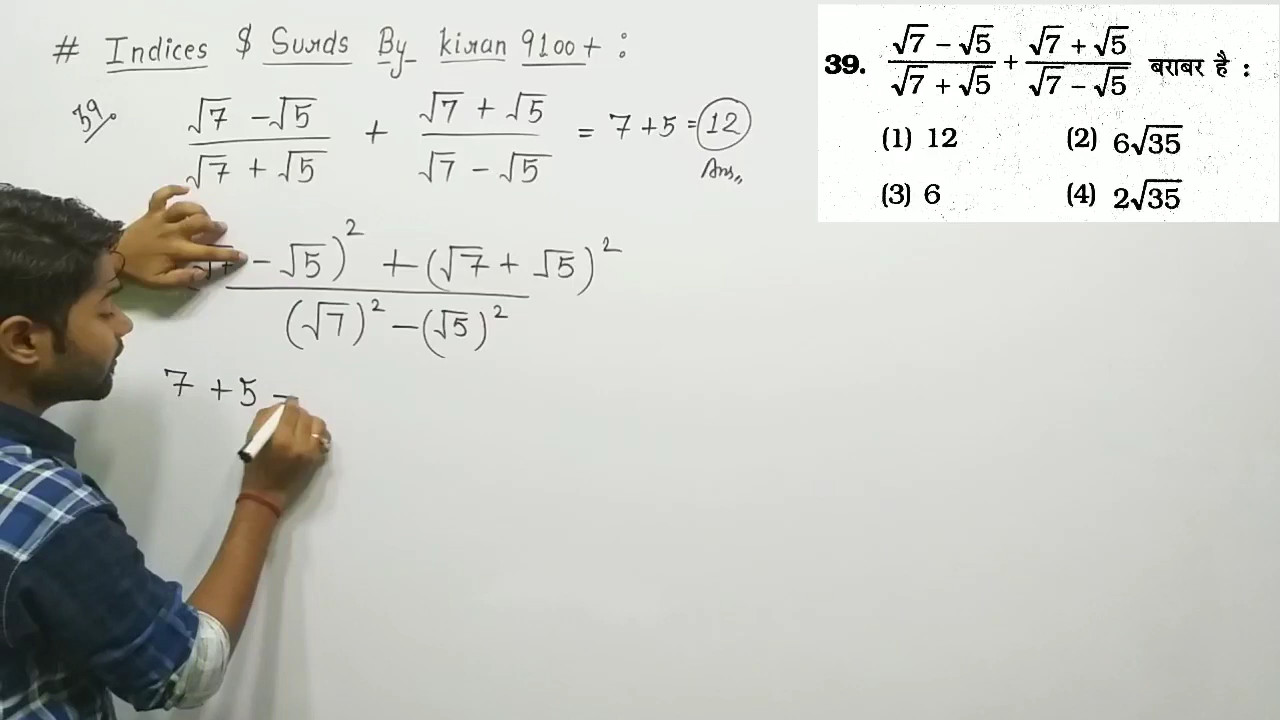 # Indices $ Surds By kiran 9100+ :
39. (√7 - √5)/(√7 + √5) + (√7 + √5)/(√7 - √5) = 7 + 5 = 12
Ans.,
(√7 - √5)² + (√7 + √5)² / (√7)² - (√5)²
7 + 5 -
39. (√7 - √5)/(√7 + √5) + (√7 + √5)/(√7 - √5) बराबर है :
(1) 12 (2) 6√35
(3) 6 (4) 2√35